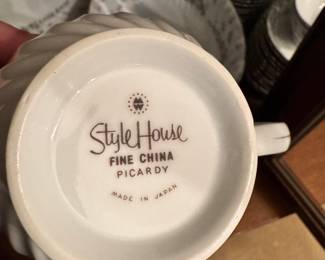 Style House
FINE CHINA
PICARDY
MADE IN JAPAN